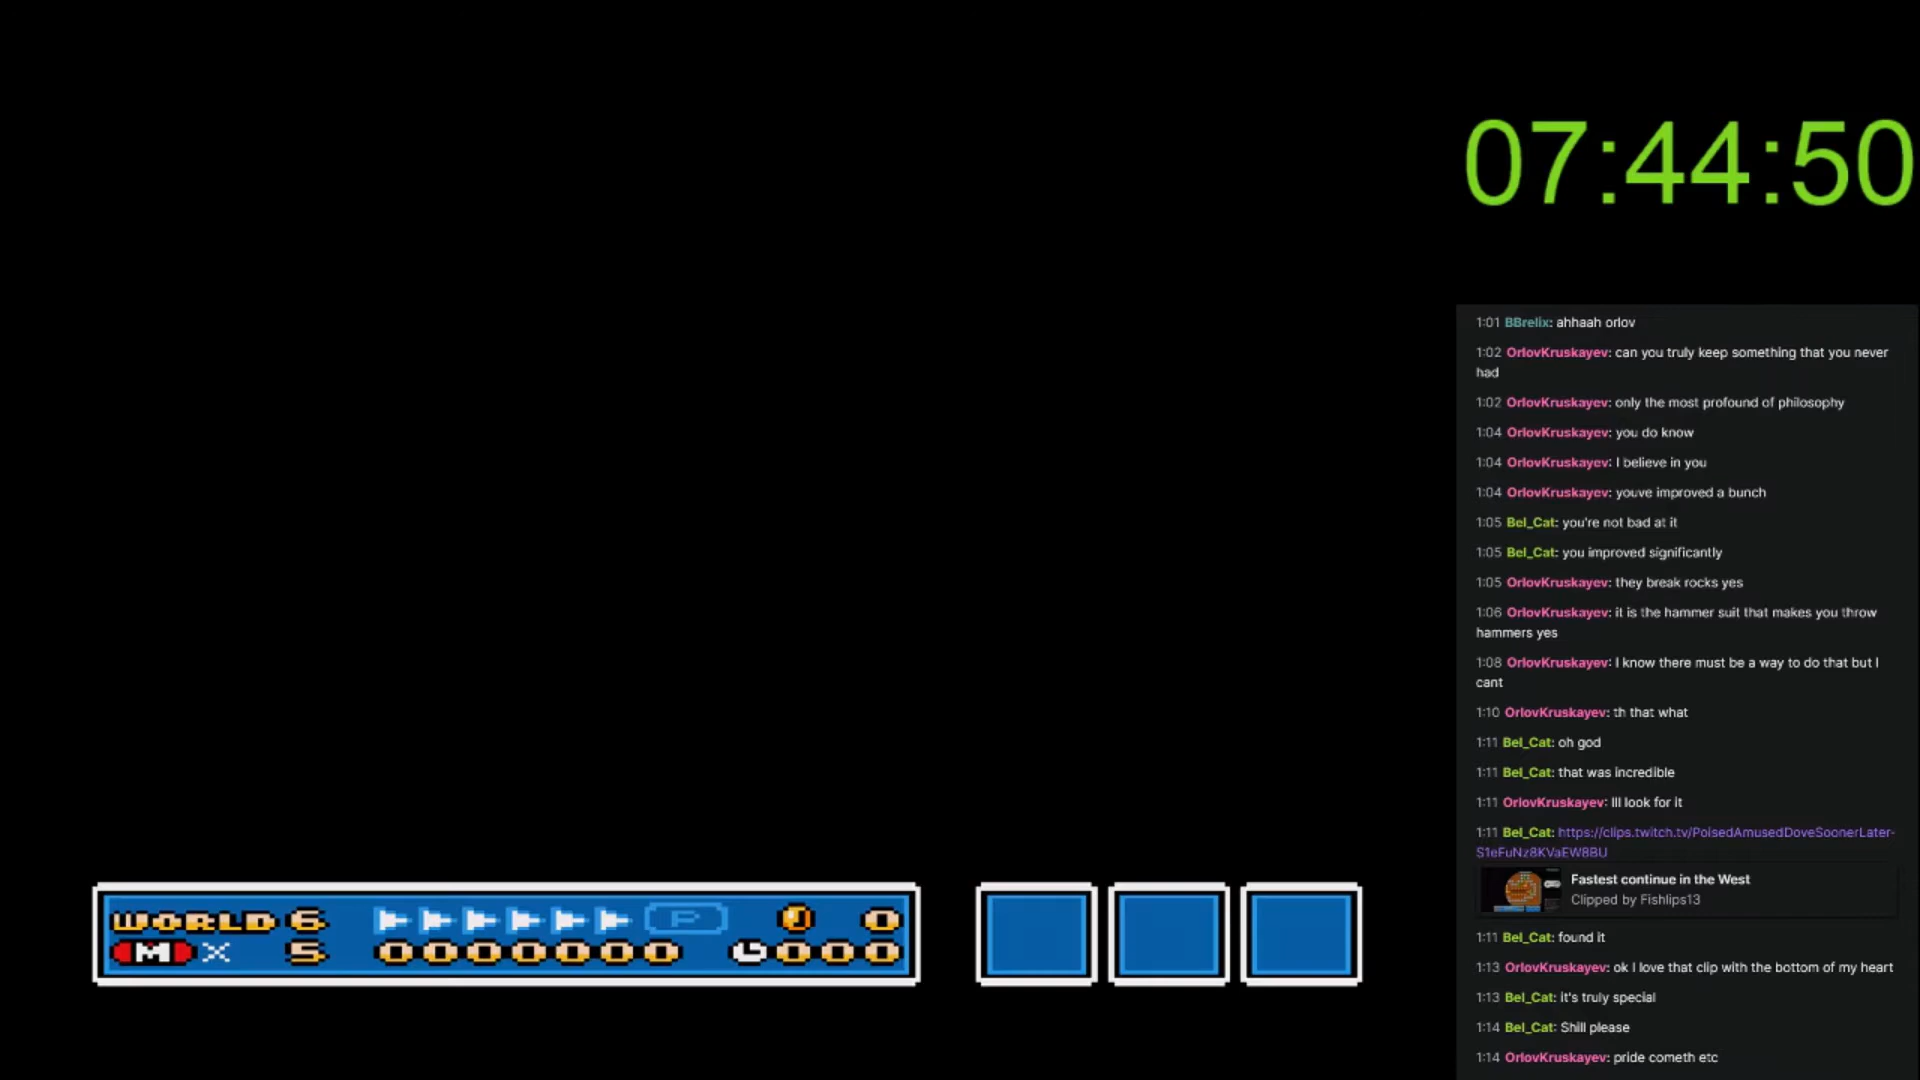 07:44:50
1:01 BBrelix: ahhaah orlov
1:02 OrlovKruskayev: can you truly keep something that you never
had
1:02 OrlovKruskayev: only the most profound of philosophy
1:04 OrlovKruskayev: you do know
1:04 OrlovKruskayev: I believe in you
1:04 OrlovKruskayev: youve improved a bunch
1:05 Bel_Cat: you're not bad at it
1:05 Bel_Cat: you improved significantly
1:05 OrlovKruskayev: they break rocks yes
1:06 OrlovKruskayev: it is the hammer suit that makes you throw
hammers yes
1:08 OrlovKruskayev: I know there must be a way to do that but I
cant
1:10 OrlovKruskayev: th that what
1:11 Bel_Cat: oh god
1:11 Bel_Cat: that was incredible
1:11 OrlovKruskayev: Ill look for it
1:11 Bel_Cat: https://clips.twitch.tv/PoisedAmusedDoveSoonerLater-
S1eFuNz8KVaEW8BU
Fastest continue in the West
Clipped by Fishlips13
1:11 Bel_Cat: found it
1:13 OrlovKruskayev: ok I love that clip with the bottom of my heart
1:13 Bel_Cat: it's truly special
1:14 Bel_Cat: Shill please
1:14 OrlovKruskayev: pride cometh etc
WORLD 6 P 0
M x 5 0000000 000